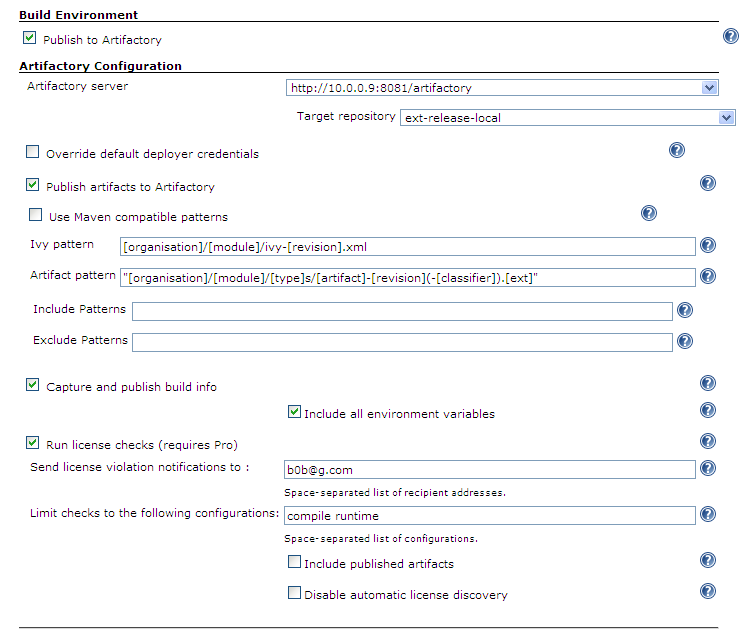 Build Environment
Publish to Artifactory
Artifactory Configuration
Artifactory server http://10.0.0.9:8081/artifactory
Target repository ext-release-local
Override default deployer credentials
Publish artifacts to Artifactory
Use Maven compatible patterns
Ivy pattern [organisation]/[module]/ivy-[revision].xml
Artifact pattern "[organisation]/[module]/[type]s/[artifact]-[revision](-[classifier]).[ext]"
Include Patterns
Exclude Patterns
Capture and publish build info
Include all environment variables
Run license checks (requires Pro)
Send license violation notifications to : b0b@g.com
Space-separated list of recipient addresses.
Limit checks to the following configurations: compile runtime
Space-separated list of configurations.
Include published artifacts
Disable automatic license discovery